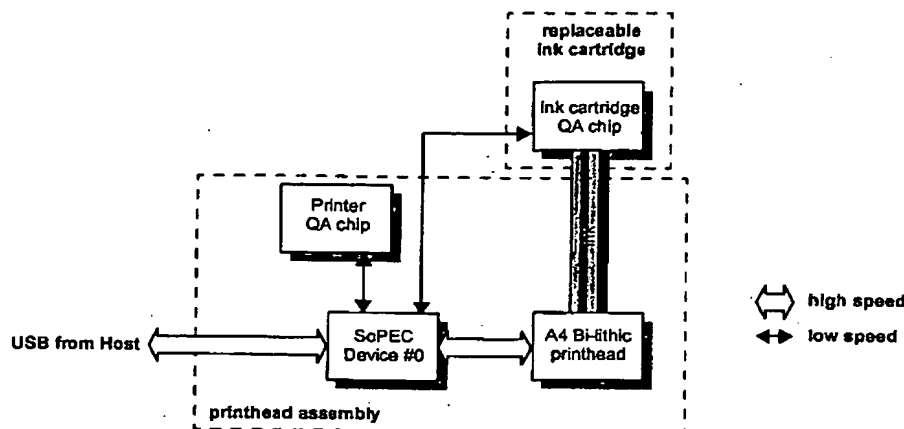 replaceable
ink cartridge
ink cartridge
QA chip
Printer
QA chip
ink
high speed
low speed
USB from Host
SoPEC
Device #0
A4 Bi-lithic
printhead
printhead assembly